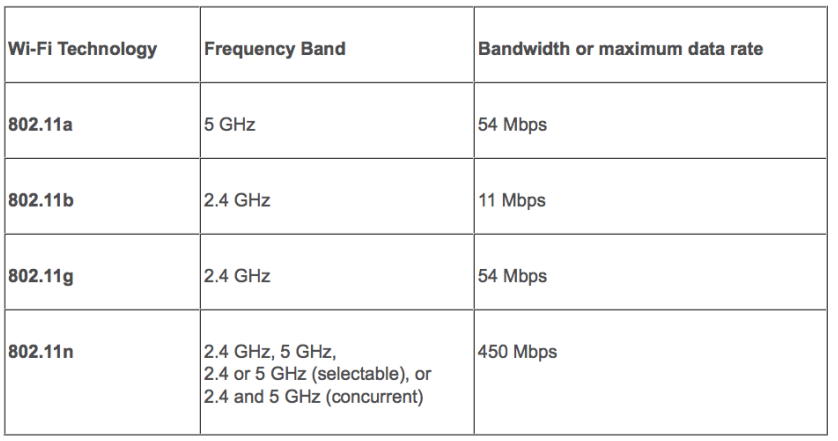 Wi-Fi Technology Frequency Band Bandwidth or maximum data rate
802.11a 5 GHz 54 Mbps
802.11b 2.4 GHz 11 Mbps
802.11g 2.4 GHz 54 Mbps
802.11n 2.4 GHz, 5 GHz, 450 Mbps
2.4 or 5 GHz (selectable), or
2.4 and 5 GHz (concurrent)